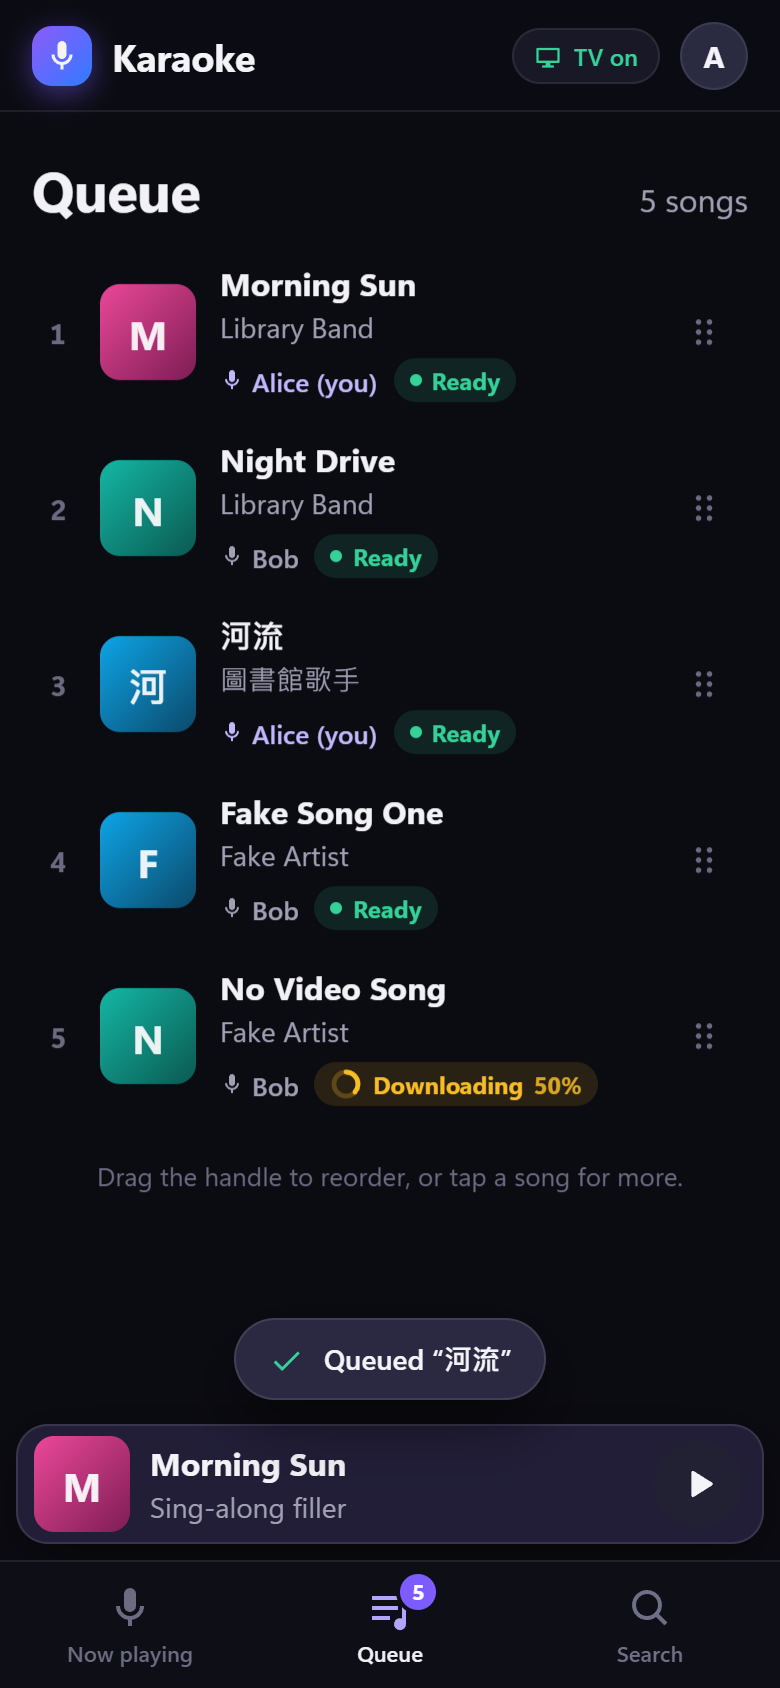 Karaoke
TV on
A
Queue
5 songs
1
M
Morning Sun
Library Band
Alice (you)
Ready
2
N
Night Drive
Library Band
Bob
Ready
3
河
河流
圖書館歌手
Alice (you)
Ready
4
F
Fake Song One
Fake Artist
Bob
Ready
5
N
No Video Song
Fake Artist
Bob
Downloading 50%
Drag the handle to reorder, or tap a song for more.
Queued “河流”
M
Morning Sun
Sing-along filler
Now playing
5
Queue
Search